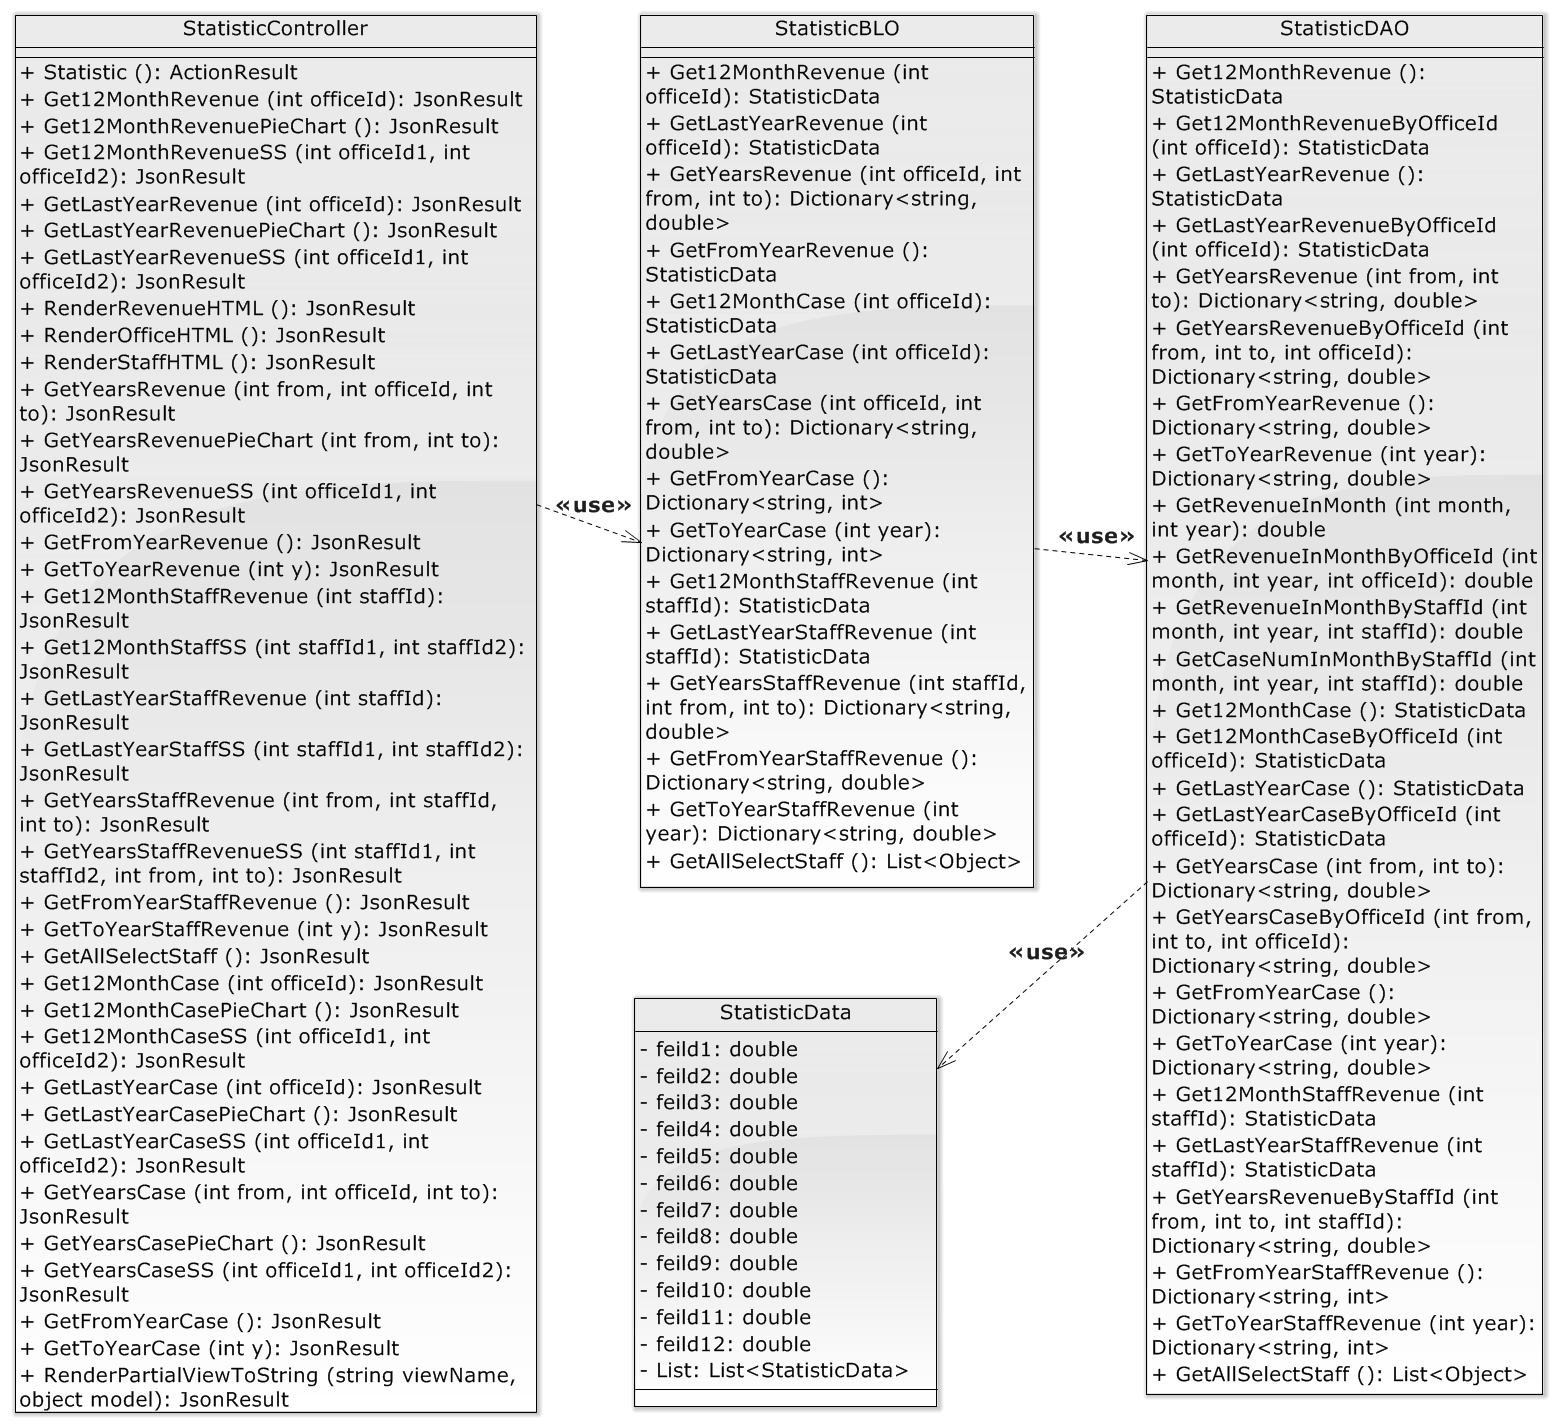 StatisticController
+ Statistic (): ActionResult
+ Get12MonthRevenue (int officeId): JsonResult
+ Get12MonthRevenuePieChart (): JsonResult
+ Get12MonthRevenueSS (int officeId1, int
officeId2): JsonResult
+ GetLastYearRevenue (int officeId): JsonResult
+ GetLastYearRevenuePieChart (): JsonResult
+ GetLastYearRevenueSS (int officeId1, int
officeId2): JsonResult
+ RenderRevenueHTML (): JsonResult
+ RenderOfficeHTML (): JsonResult
+ RenderStaffHTML (): JsonResult
+ GetYearsRevenue (int from, int officeId, int
to): JsonResult
+ GetYearsRevenuePieChart (int from, int to):
JsonResult
+ GetYearsRevenueSS (int officeId1, int
officeId2): JsonResult
+ GetFromYearRevenue (): JsonResult
+ GetToYearRevenue (int y): JsonResult
+ Get12MonthStaffRevenue (int staffId):
JsonResult
+ Get12MonthStaffSS (int staffId1, int staffId2):
JsonResult
+ GetLastYearStaffRevenue (int staffId):
JsonResult
+ GetLastYearStaffSS (int staffId1, int staffId2):
JsonResult
+ GetYearsStaffRevenue (int from, int staffId,
int to): JsonResult
+ GetYearsStaffRevenueSS (int staffId1, int
staffId2, int from, int to): JsonResult
+ GetFromYearStaffRevenue (): JsonResult
+ GetToYearStaffRevenue (int y): JsonResult
+ GetAllSelectStaff (): JsonResult
+ Get12MonthCase (int officeId): JsonResult
+ Get12MonthCasePieChart (): JsonResult
+ Get12MonthCaseSS (int officeId1, int
officeId2): JsonResult
+ GetLastYearCase (int officeId): JsonResult
+ GetLastYearCasePieChart (): JsonResult
+ GetLastYearCaseSS (int officeId1, int
officeId2): JsonResult
+ GetYearsCase (int from, int officeId, int to):
JsonResult
+ GetYearsCasePieChart (): JsonResult
+ GetYearsCaseSS (int officeId1, int officeId2):
JsonResult
+ GetFromYearCase (): JsonResult
+ GetToYearCase (int y): JsonResult
+ RenderPartialViewToString (string viewName,
object model): JsonResult
«use»
StatisticBLO
+ Get12MonthRevenue (int
officeId): StatisticData
+ GetLastYearRevenue (int
officeId): StatisticData
+ GetYearsRevenue (int officeId, int
from, int to): Dictionary<string,
double>
+ GetFromYearRevenue ():
StatisticData
+ Get12MonthCase (int officeId):
StatisticData
+ GetLastYearCase (int officeId):
StatisticData
+ GetYearsCase (int officeId, int
from, int to): Dictionary<string,
double>
+ GetFromYearCase ():
Dictionary<string, int>
+ GetToYearCase (int year):
Dictionary<string, int>
+ Get12MonthStaffRevenue (int
staffId): StatisticData
+ GetLastYearStaffRevenue (int
staffId): StatisticData
+ GetYearsStaffRevenue (int staffId,
int from, int to): Dictionary<string,
double>
+ GetFromYearStaffRevenue ():
Dictionary<string, double>
+ GetToYearStaffRevenue (int
year): Dictionary<string, double>
+ GetAllSelectStaff (): List<Object>
«use»
StatisticDAO
+ Get12MonthRevenue ():
StatisticData
+ Get12MonthRevenueByOfficeId
(int officeId): StatisticData
+ GetLastYearRevenue ():
StatisticData
+ GetLastYearRevenueByOfficeId
(int officeId): StatisticData
+ GetYearsRevenue (int from, int
to): Dictionary<string, double>
+ GetYearsRevenueByOfficeId (int
from, int to, int officeId):
Dictionary<string, double>
+ GetFromYearRevenue ():
Dictionary<string, double>
+ GetToYearRevenue (int year):
Dictionary<string, double>
+ GetRevenueInMonth (int month,
int year): double
+ GetRevenueInMonthByOfficeId (int
month, int year, int officeId): double
+ GetRevenueInMonthByStaffId (int
month, int year, int staffId): double
+ GetCaseNumInMonthByStaffId (int
month, int year, int staffId): double
+ Get12MonthCase (): StatisticData
+ Get12MonthCaseByOfficeId (int
officeId): StatisticData
+ GetLastYearCase (): StatisticData
+ GetLastYearCaseByOfficeId (int
officeId): StatisticData
+ GetYearsCase (int from, int to):
Dictionary<string, double>
+ GetYearsCaseByOfficeId (int from,
int to, int officeId):
Dictionary<string, double>
+ GetFromYearCase ():
Dictionary<string, double>
+ GetToYearCase (int year):
Dictionary<string, double>
+ Get12MonthStaffRevenue (int
staffId): StatisticData
+ GetLastYearStaffRevenue (int
staffId): StatisticData
+ GetYearsRevenueByStaffId (int
from, int to, int staffId):
Dictionary<string, double>
+ GetFromYearStaffRevenue ():
Dictionary<string, int>
+ GetToYearStaffRevenue (int year):
Dictionary<string, int>
+ GetAllSelectStaff (): List<Object>
«use»
StatisticData
- feild1: double
- feild2: double
- feild3: double
- feild4: double
- feild5: double
- feild6: double
- feild7: double
- feild8: double
- feild9: double
- feild10: double
- feild11: double
- feild12: double
- List: List<StatisticData>